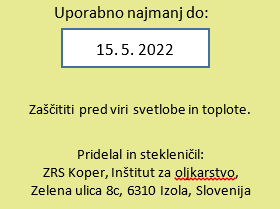 Uporabno najmanj do:
15. 5. 2022
Zaščititi pred viri svetlobe in toplote.
Pridelal in stekleničil:
ZRS Koper, Inštitut za oljkarstvo,
Zelena ulica 8c, 6310 Izola, Slovenija